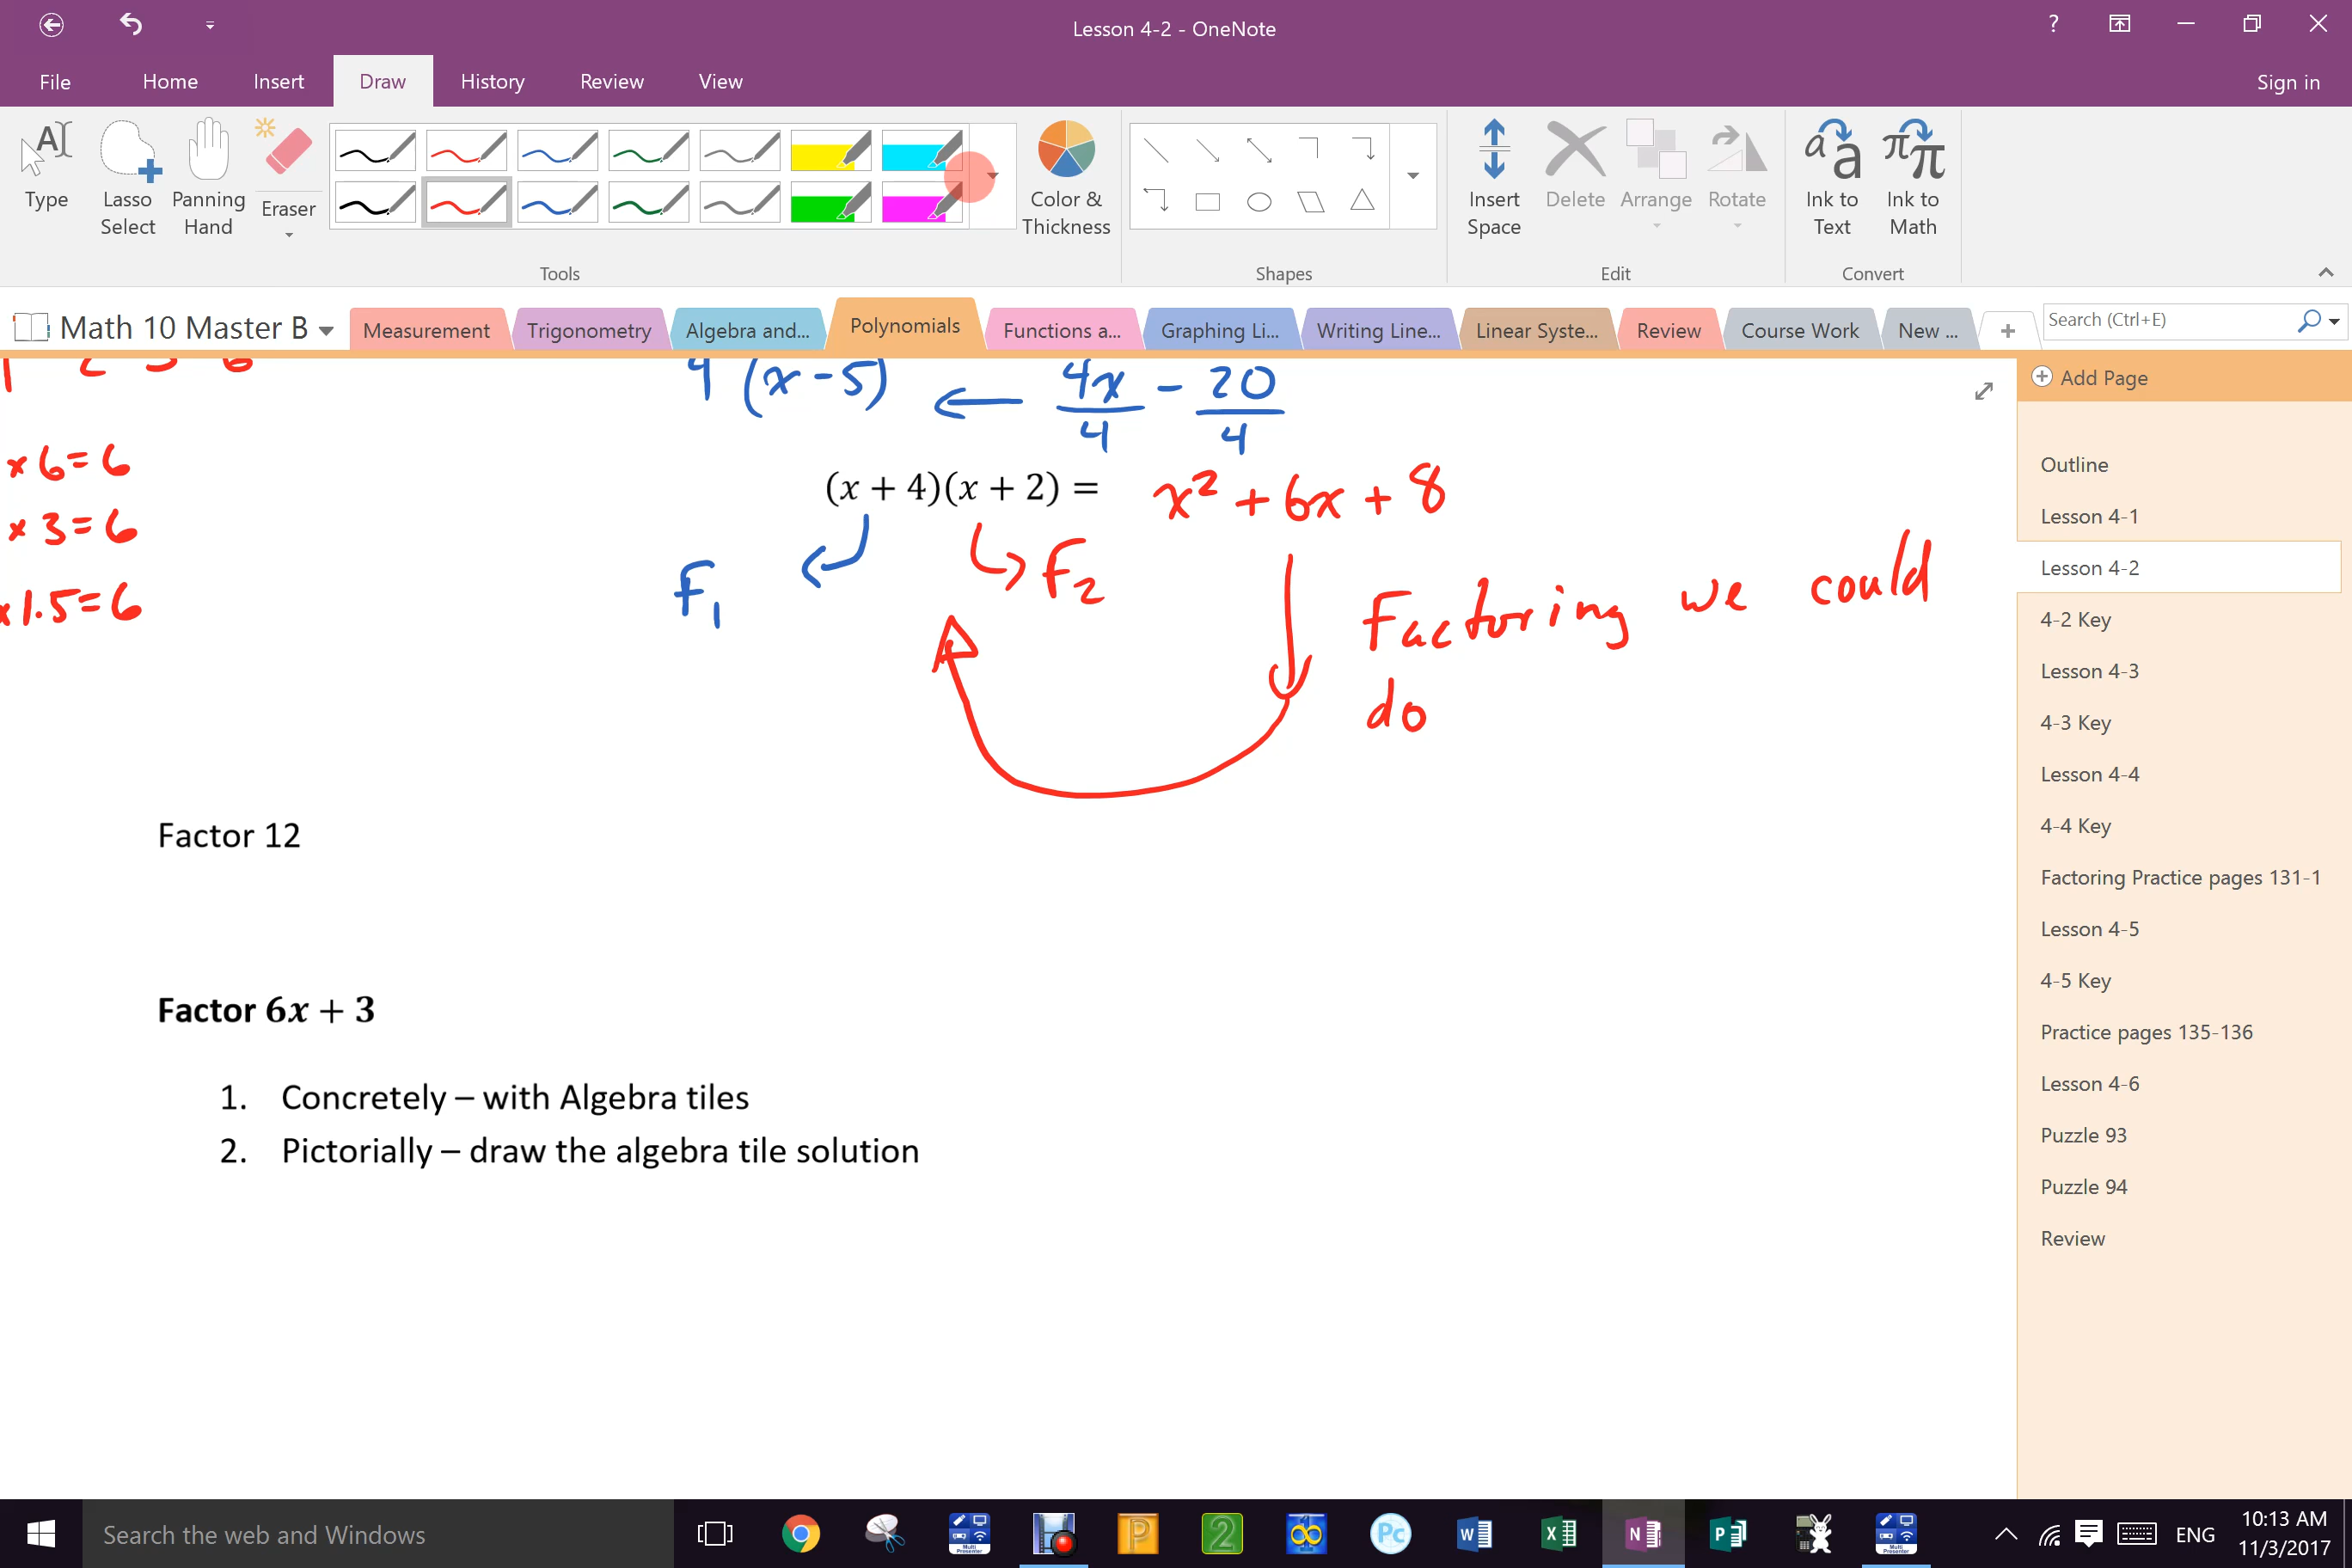 Lesson 4-2 - OneNote
?
File Home Insert Draw History Review View Sign in
Type
Lasso Select
Panning Hand
Eraser
Color & Thickness
Insert Space
Delete
Arrange
Rotate
Ink to Text
Ink to Math
Tools Shapes Edit Convert
Math 10 Master B Measurement Trigonometry Algebra and... Polynomials Functions a... Graphing Li... Writing Line... Linear Syste... Review Course Work New ... + Search (Ctrl+E)
Add Page
Outline
Lesson 4-1
Lesson 4-2
4-2 Key
Lesson 4-3
4-3 Key
Lesson 4-4
4-4 Key
Factoring Practice pages 131-1
Lesson 4-5
4-5 Key
Practice pages 135-136
Lesson 4-6
Puzzle 93
Puzzle 94
Review
4 (x - 5) ← 4x/4 - 20/4
× 6 = 6
× 3 = 6
× 1.5 = 6
(x + 4)(x + 2) = x² + 6x + 8
F₁ F₂
Factoring we could
do
Factor 12
Factor 6x + 3
1. Concretely – with Algebra tiles
2. Pictorially – draw the algebra tile solution
Search the web and Windows
ENG
10:13 AM
11/3/2017